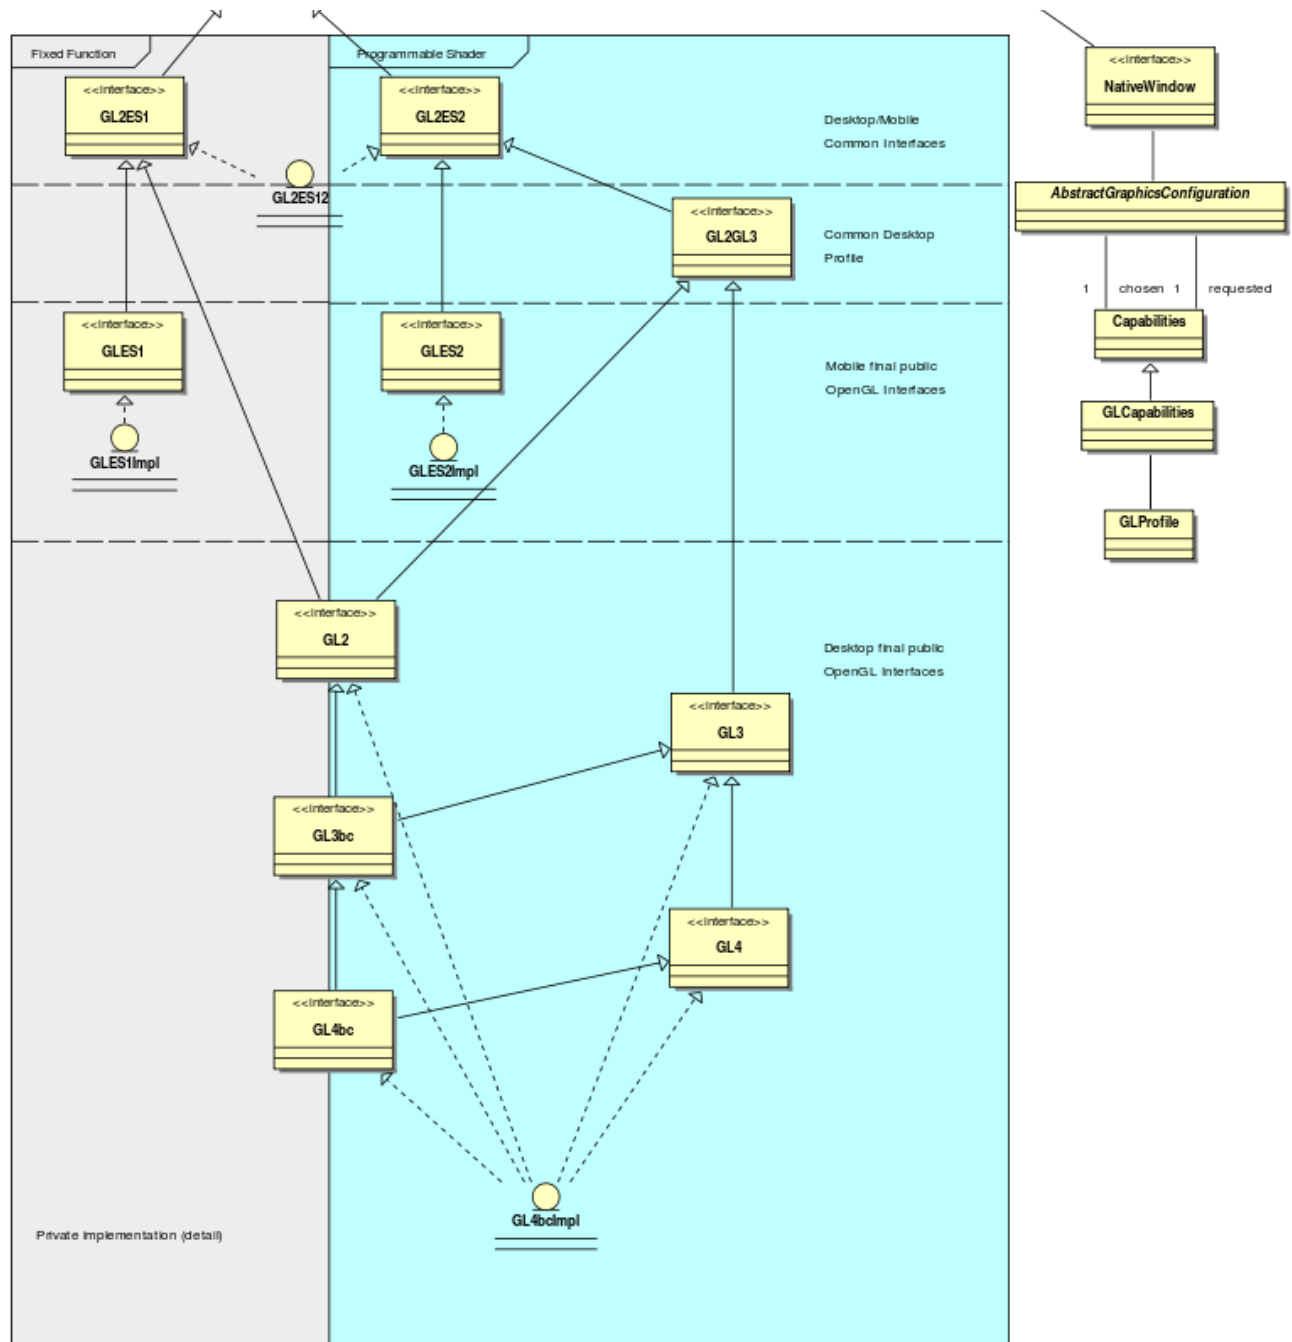 Fixed Function
Programmable Shader
<<interface>>
GL2ES1
<<interface>>
GL2ES2
Desktop/Mobile
Common Interfaces
<<interface>>
NativeWindow
GL2ES12
AbstractGraphicsConfiguration
<<interface>>
GL2GL3
Common Desktop
Profile
1 chosen 1 requested
<<interface>>
GLES1
<<interface>>
GLES2
Capabilities
Mobile final public
OpenGL Interfaces
GLCapabilities
GLES1Impl
GLES2Impl
GLProfile
<<interface>>
GL2
Desktop final public
OpenGL Interfaces
<<interface>>
GL3
<<interface>>
GL3bc
<<interface>>
GL4
<<interface>>
GL4bc
GL4bcImpl
Private Implementation (detail)